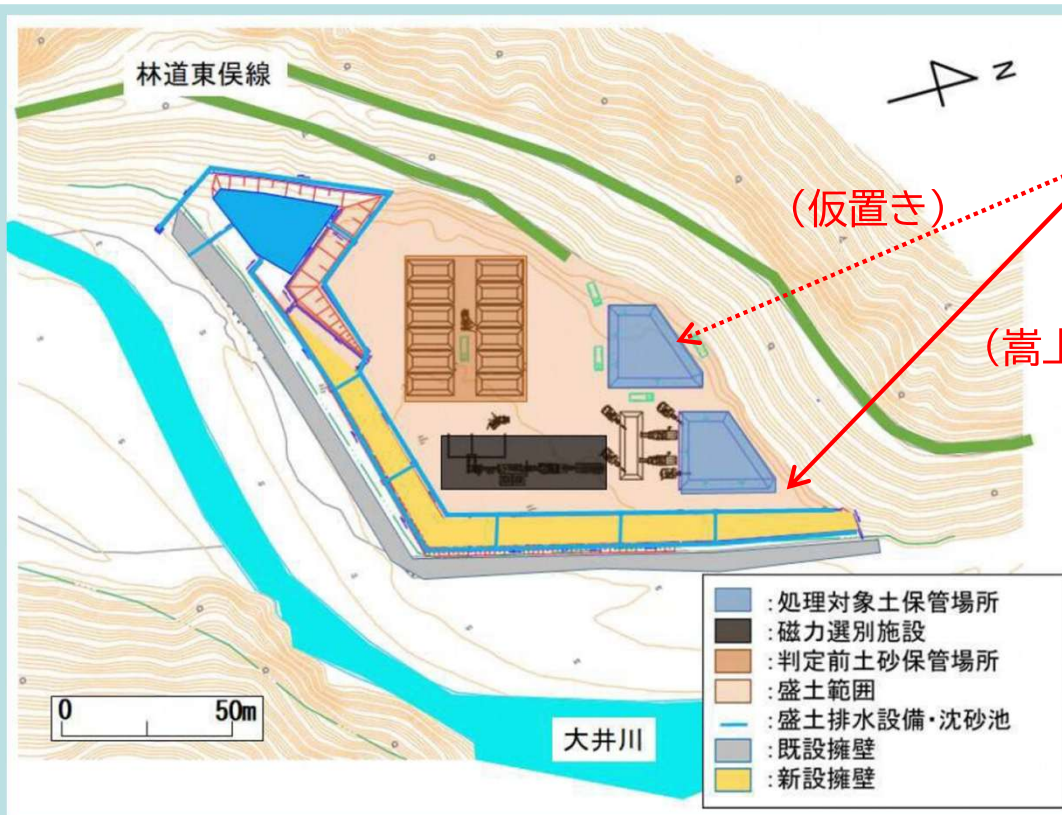 林道東俣線
N
（仮置き）
（嵩上
:処理対象土保管場所
:磁力選別施設
:判定前土砂保管場所
:盛土範囲
:盛土排水設備・沈砂池
:既設擁壁
:新設擁壁
0 50m
大井川